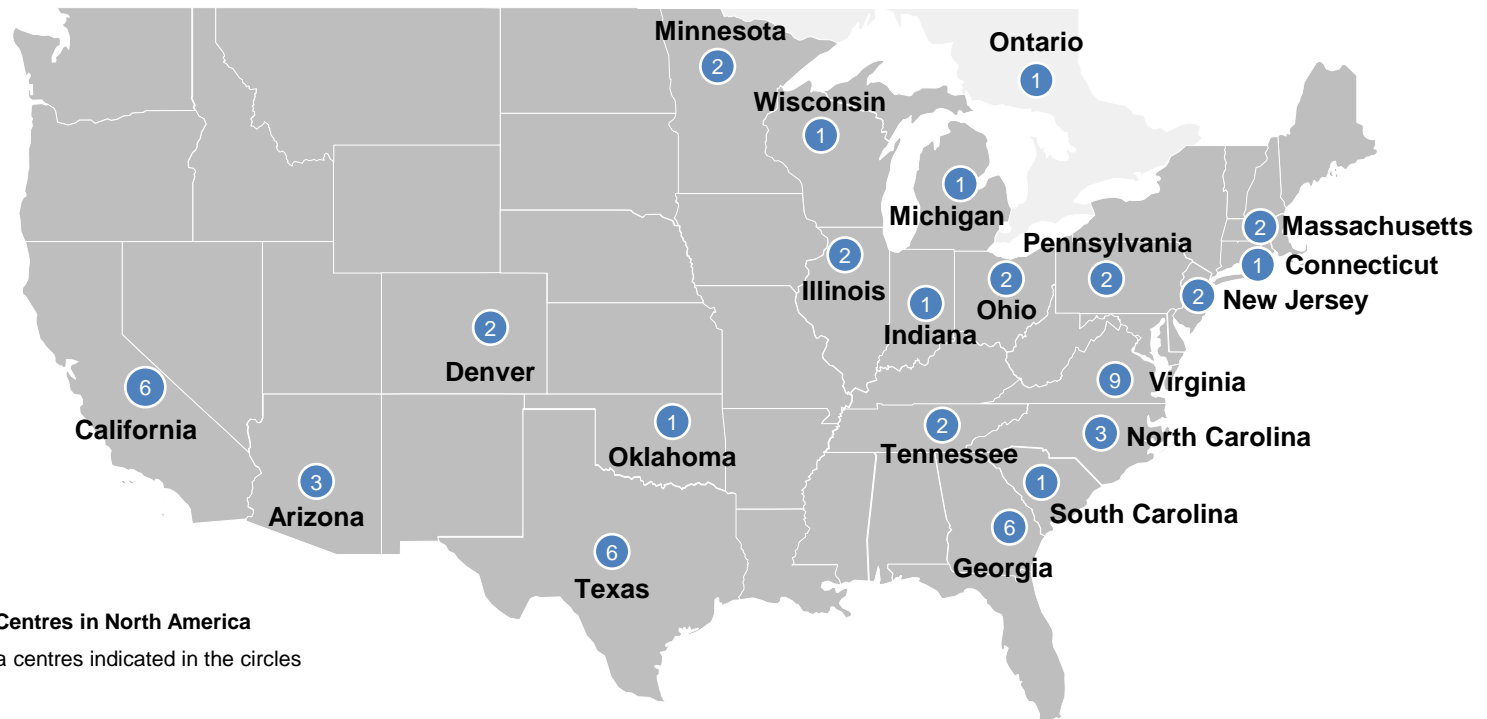 Minnesota
2
Ontario
1
Wisconsin
1
1
Michigan
2
Massachusetts
Pennsylvania
2
1
Connecticut
2
Illinois
2
Ohio
2
New Jersey
1
Indiana
2
Denver
6
California
9
Virginia
1
Oklahoma
2
Tennessee
3
North Carolina
3
Arizona
1
South Carolina
6
Georgia
6
Texas
Centres in North America
a centres indicated in the circles